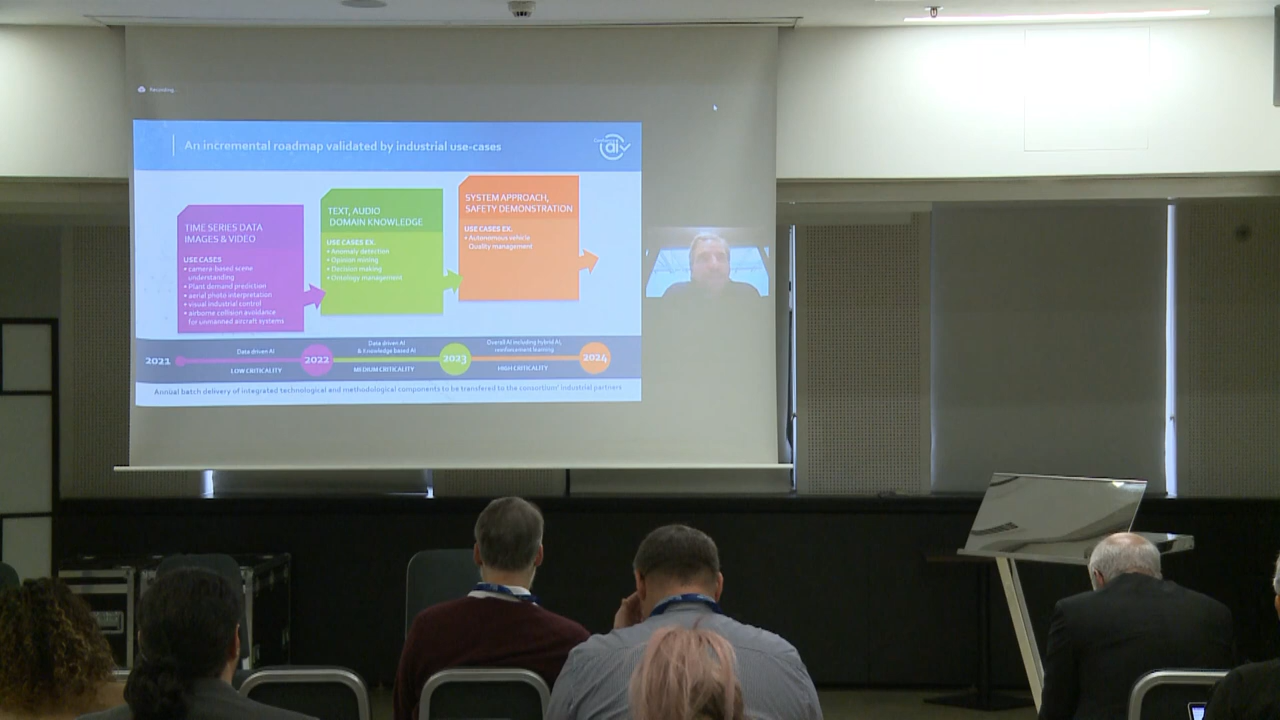 Recording...
An incremental roadmap validated by industrial use-cases
Confiance
ai
TIME SERIES DATA
IMAGES & VIDEO
USE CASES
• camera-based scene
understanding
• Plant demand prediction
• aerial photo interpretation
• visual industrial control
• airborne collision avoidance
for unmanned aircraft systems
TEXT, AUDIO
DOMAIN KNOWLEDGE
USE CASES EX.
• Anomaly detection
• Opinion mining
• Decision making
• Ontology management
SYSTEM APPROACH,
SAFETY DEMONSTRATION
USE CASES EX.
• Autonomous vehicle
Quality management
2021
Data driven AI
LOW CRITICALITY
2022
Data driven AI
& Knowledge based AI
MEDIUM CRITICALITY
2023
Overall AI including hybrid AI,
reinforcement learning
HIGH CRITICALITY
2024
Annual batch delivery of integrated technological and methodological components to be transferred to the consortium' industrial partners